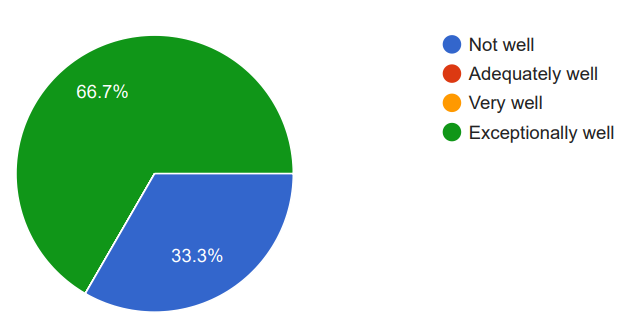 66.7%
33.3%
Not well
Adequately well
Very well
Exceptionally well